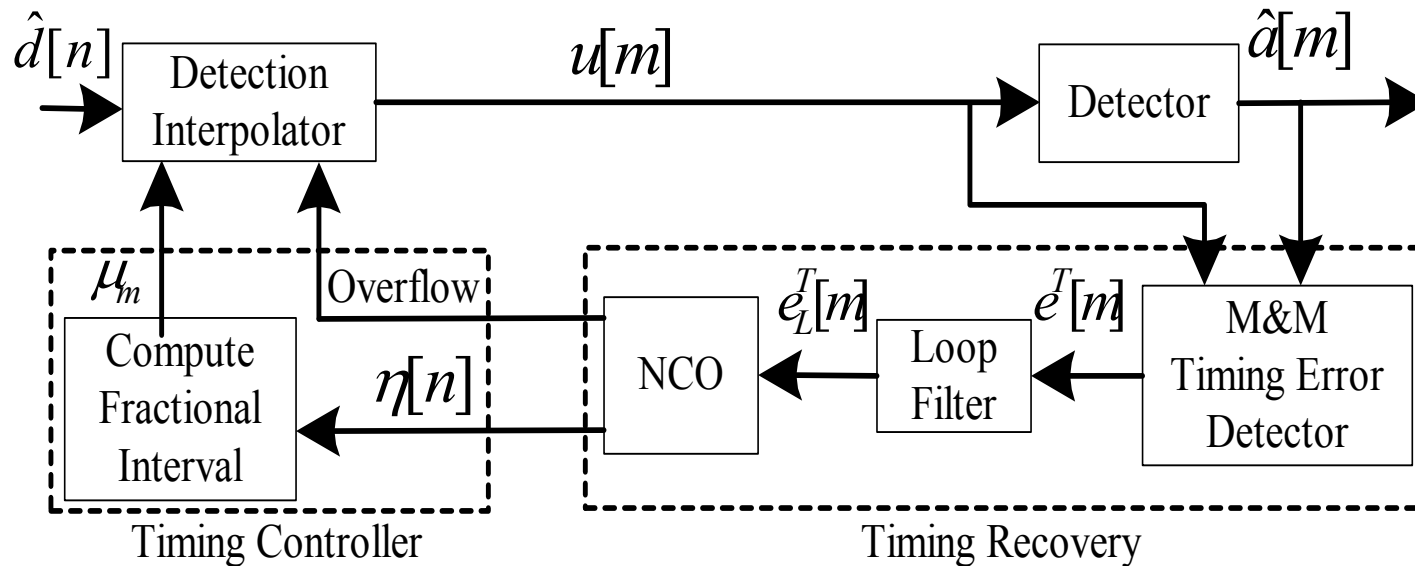 d̂[n]
Detection
Interpolator
u[m]
Detector
â[m]
μₘ
Overflow
Compute
Fractional
Interval
η[n]
NCO
e_L^T[m]
Loop
Filter
e^T[m]
M&M
Timing Error
Detector
Timing Controller
Timing Recovery